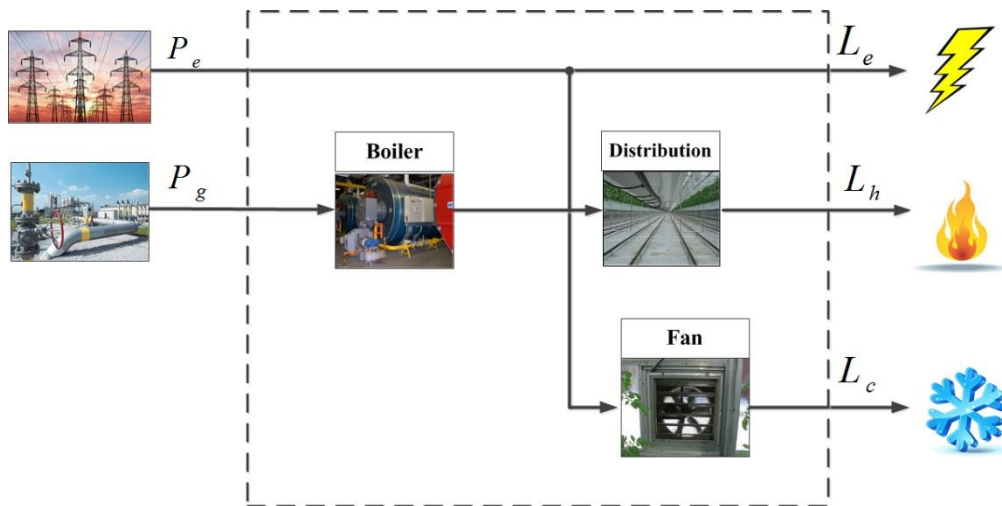 P_e
L_e
Boiler
Distribution
P_g
L_h
Fan
L_c